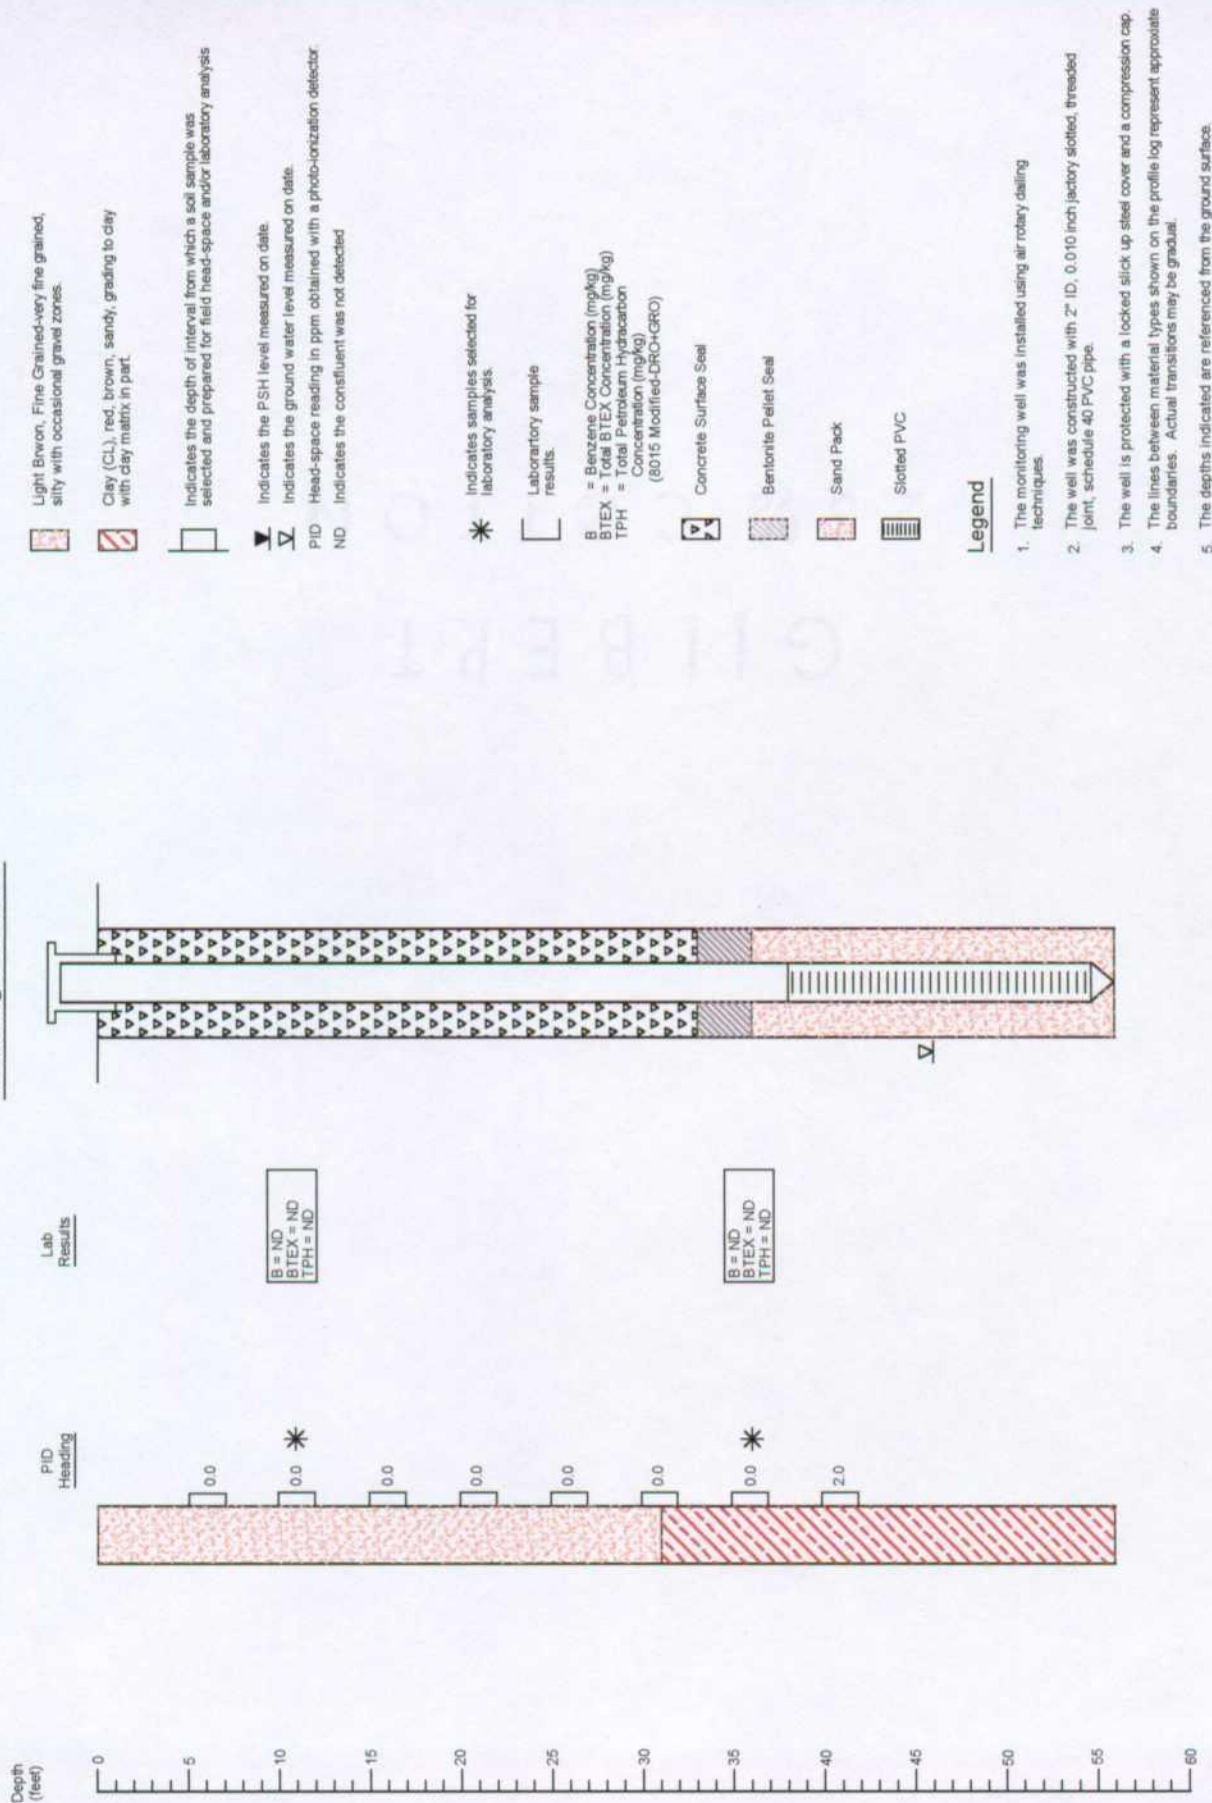 Depth
(feet)
0
5
10
15
20
25
30
35
40
45
50
55
60
PID
Heading
0.0
0.0
0.0
0.0
0.0
0.0
0.0
2.0
Lab
Results
B = ND
BTEX = ND
TPH = ND
B = ND
BTEX = ND
TPH = ND
Light Brwon, Fine Grained-very fine grained,
silty with occasional gravel zones.
Clay (CL), red, brown, sandy, grading to clay
with clay matrix in part.
Indicates the depth of interval from which a soil sample was
selected and prepared for field head-space and/or laboratory analysis
Indicates the PSH level measured on date.
Indicates the ground water level measured on date.
PID Head-space reading in ppm obtained with a photo-ionization detector.
ND Indicates the constfluent was not detected
Indicates samples selected for
laboratory analysis.
Laborartory sample
results.
B = Benzene Concentration (mg/kg)
BTEX = Total BTEX Concentration (mg/kg)
TPH = Total Petroleum Hydracarbon
Concentration (mg/kg)
(8015 Modified-DRO+GRO)
Concrete Surface Seal
Bentonite Pellet Seal
Sand Pack
Slotted PVC
Legend
1. The monitoring well was installed using air rotary dailing
techniques.
2. The well was constructed with 2" ID, 0.010 inch jactory slotted, threaded
joint, schedule 40 PVC pipe.
3. The well is protected with a locked slick up steel cover and a compression cap.
4. The lines between material types shown on the profile log represent approxiate
boundaries. Actual transitions may be gradual.
5. The depths indicated are referenced from the ground surface.